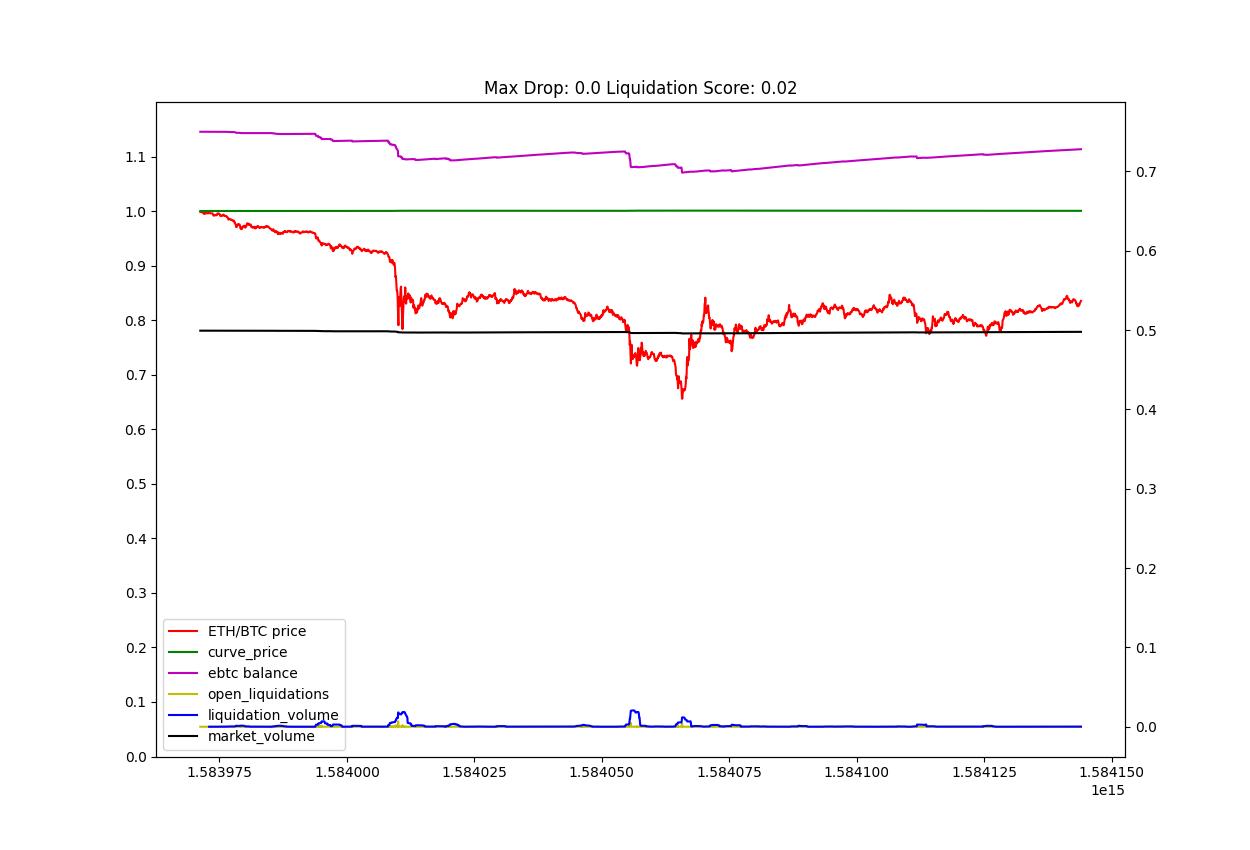 Max Drop: 0.0 Liquidation Score: 0.02
1.1
1.0
0.9
0.8
0.7
0.6
0.5
0.4
0.3
0.2
0.1
0.0
0.7
0.6
0.5
0.4
0.3
0.2
0.1
0.0
ETH/BTC price
curve_price
ebtc balance
open_liquidations
liquidation_volume
market_volume
1.583975 1.584000 1.584025 1.584050 1.584075 1.584100 1.584125 1.584150
1e15